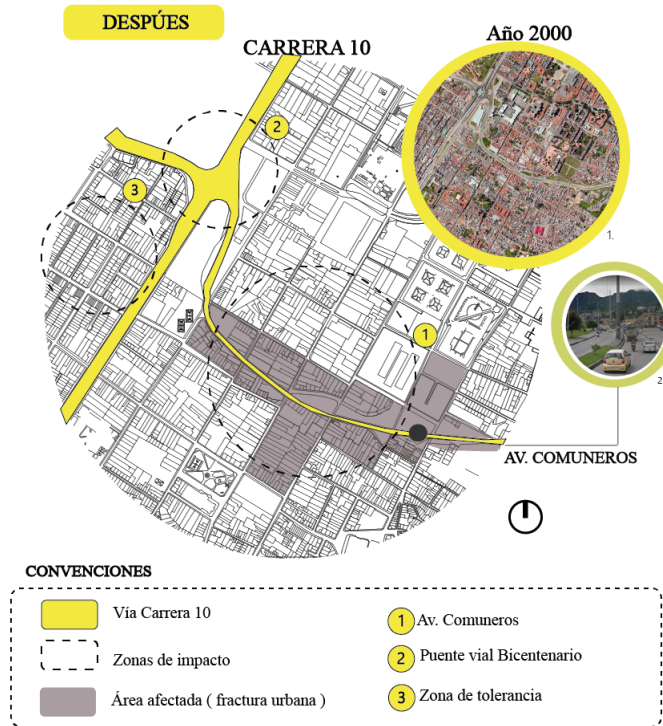 DESPÚES
CARRERA 10
Año 2000
2
3
1.
1
2
AV. COMUNEROS
CONVENCIONES
Vía Carrera 10
1 Av. Comuneros
Zonas de impacto
2 Puente vial Bicentenario
Área afectada ( fractura urbana )
3 Zona de tolerancia